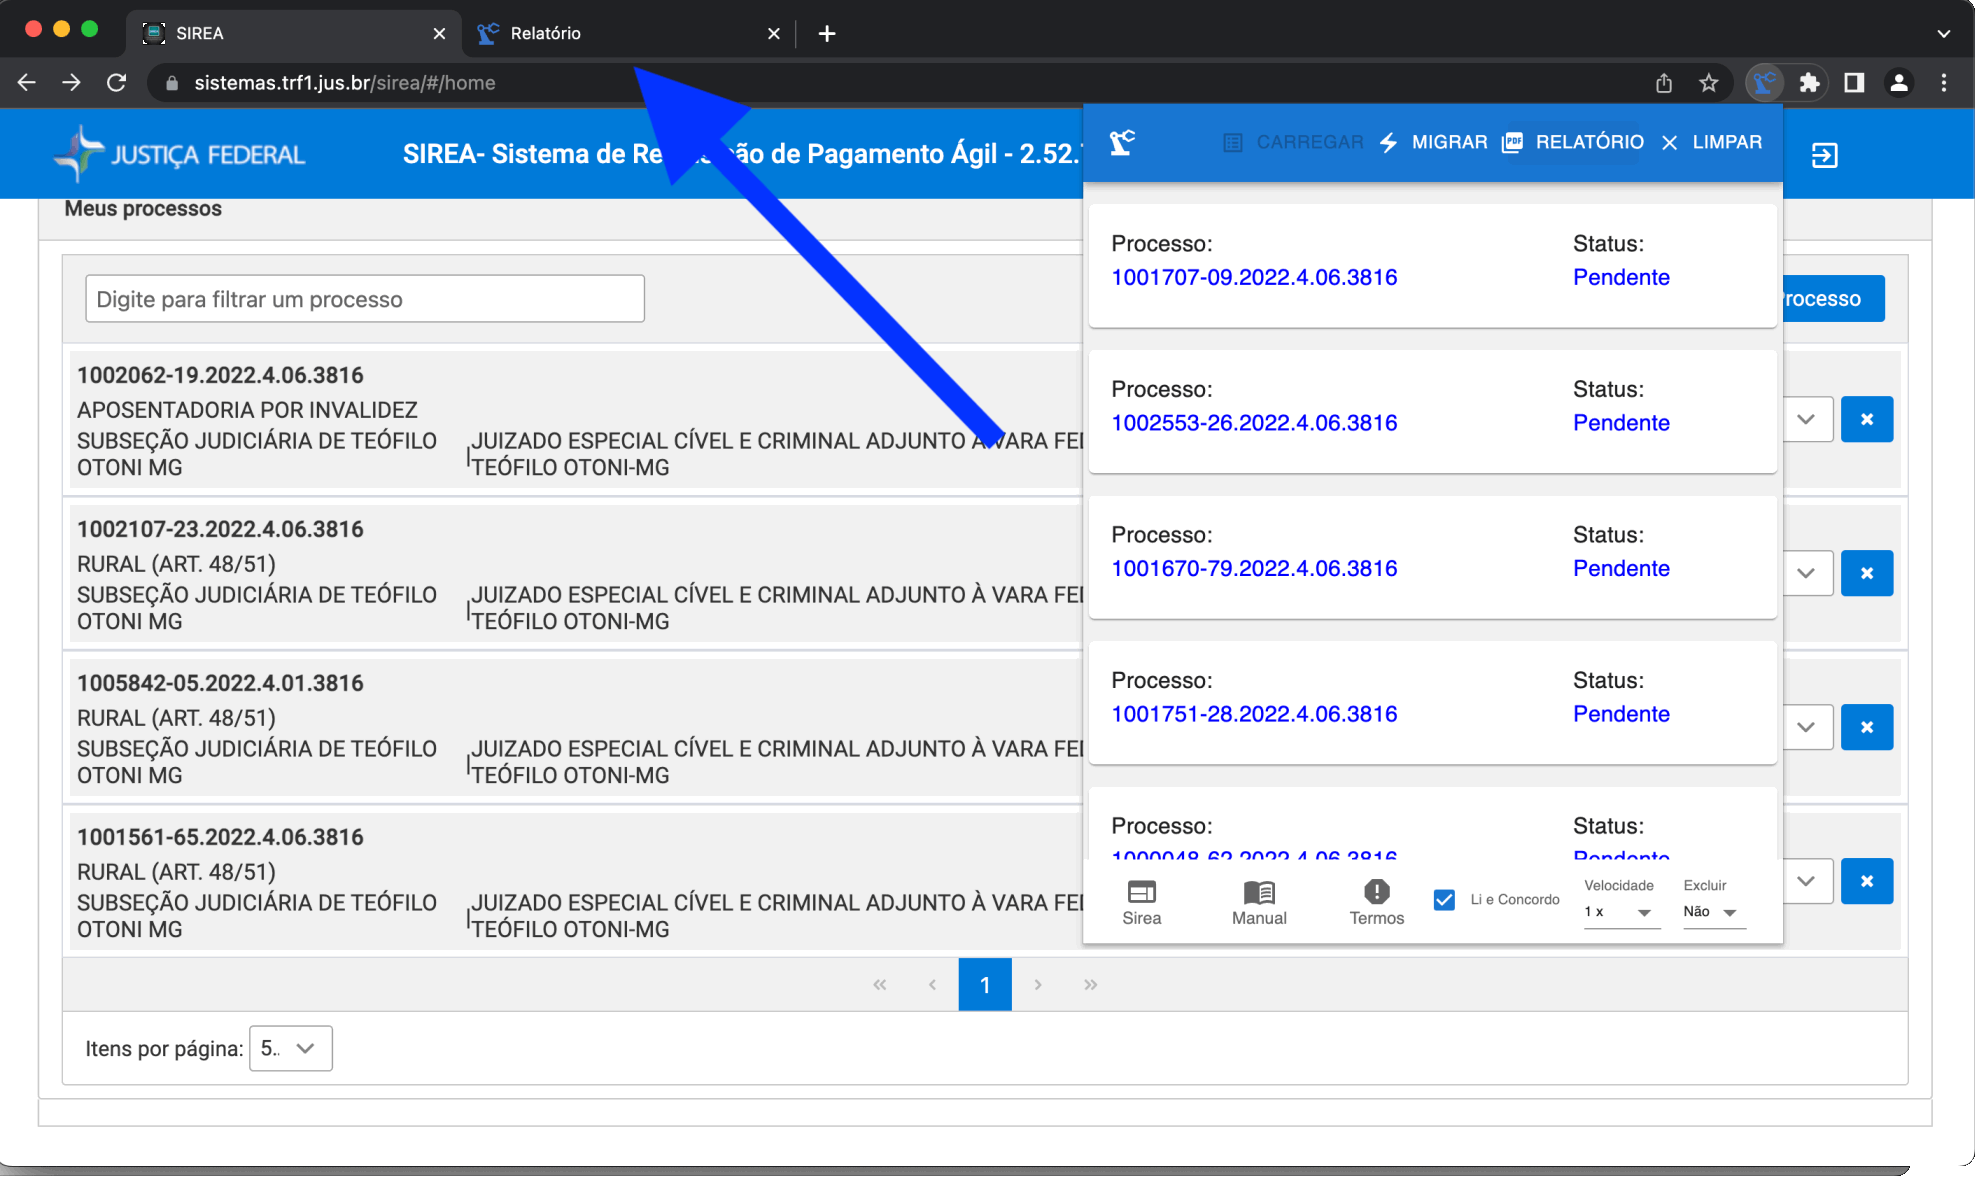 SIREA
Relatório
sistemas.trf1.jus.br/sirea/#/home
JUSTIÇA FEDERAL
SIREA- Sistema de Re ão de Pagamento Ágil - 2.52.
CARREGAR
MIGRAR
PDF
RELATÓRIO
LIMPAR
Meus processos
Digite para filtrar um processo
rocesso
1002062-19.2022.4.06.3816
APOSENTADORIA POR INVALIDEZ
SUBSEÇÃO JUDICIÁRIA DE TEÓFILO
OTONI MG
|JUIZADO ESPECIAL CÍVEL E CRIMINAL ADJUNTO À VARA FE
TEÓFILO OTONI-MG
1002107-23.2022.4.06.3816
RURAL (ART. 48/51)
SUBSEÇÃO JUDICIÁRIA DE TEÓFILO
OTONI MG
|JUIZADO ESPECIAL CÍVEL E CRIMINAL ADJUNTO À VARA FE
TEÓFILO OTONI-MG
1005842-05.2022.4.01.3816
RURAL (ART. 48/51)
SUBSEÇÃO JUDICIÁRIA DE TEÓFILO
OTONI MG
|JUIZADO ESPECIAL CÍVEL E CRIMINAL ADJUNTO À VARA FE
TEÓFILO OTONI-MG
1001561-65.2022.4.06.3816
RURAL (ART. 48/51)
SUBSEÇÃO JUDICIÁRIA DE TEÓFILO
OTONI MG
|JUIZADO ESPECIAL CÍVEL E CRIMINAL ADJUNTO À VARA FE
TEÓFILO OTONI-MG
Processo: Status:
1001707-09.2022.4.06.3816 Pendente
Processo: Status:
1002553-26.2022.4.06.3816 Pendente
Processo: Status:
1001670-79.2022.4.06.3816 Pendente
Processo: Status:
1001751-28.2022.4.06.3816 Pendente
Processo: Status:
1000048-62.2022.4.06.3816 Pendente
Sirea
Manual
Termos
Li e Concordo
Velocidade
1 x
Excluir
Não
« ‹ 1 › »
Itens por página: 5.